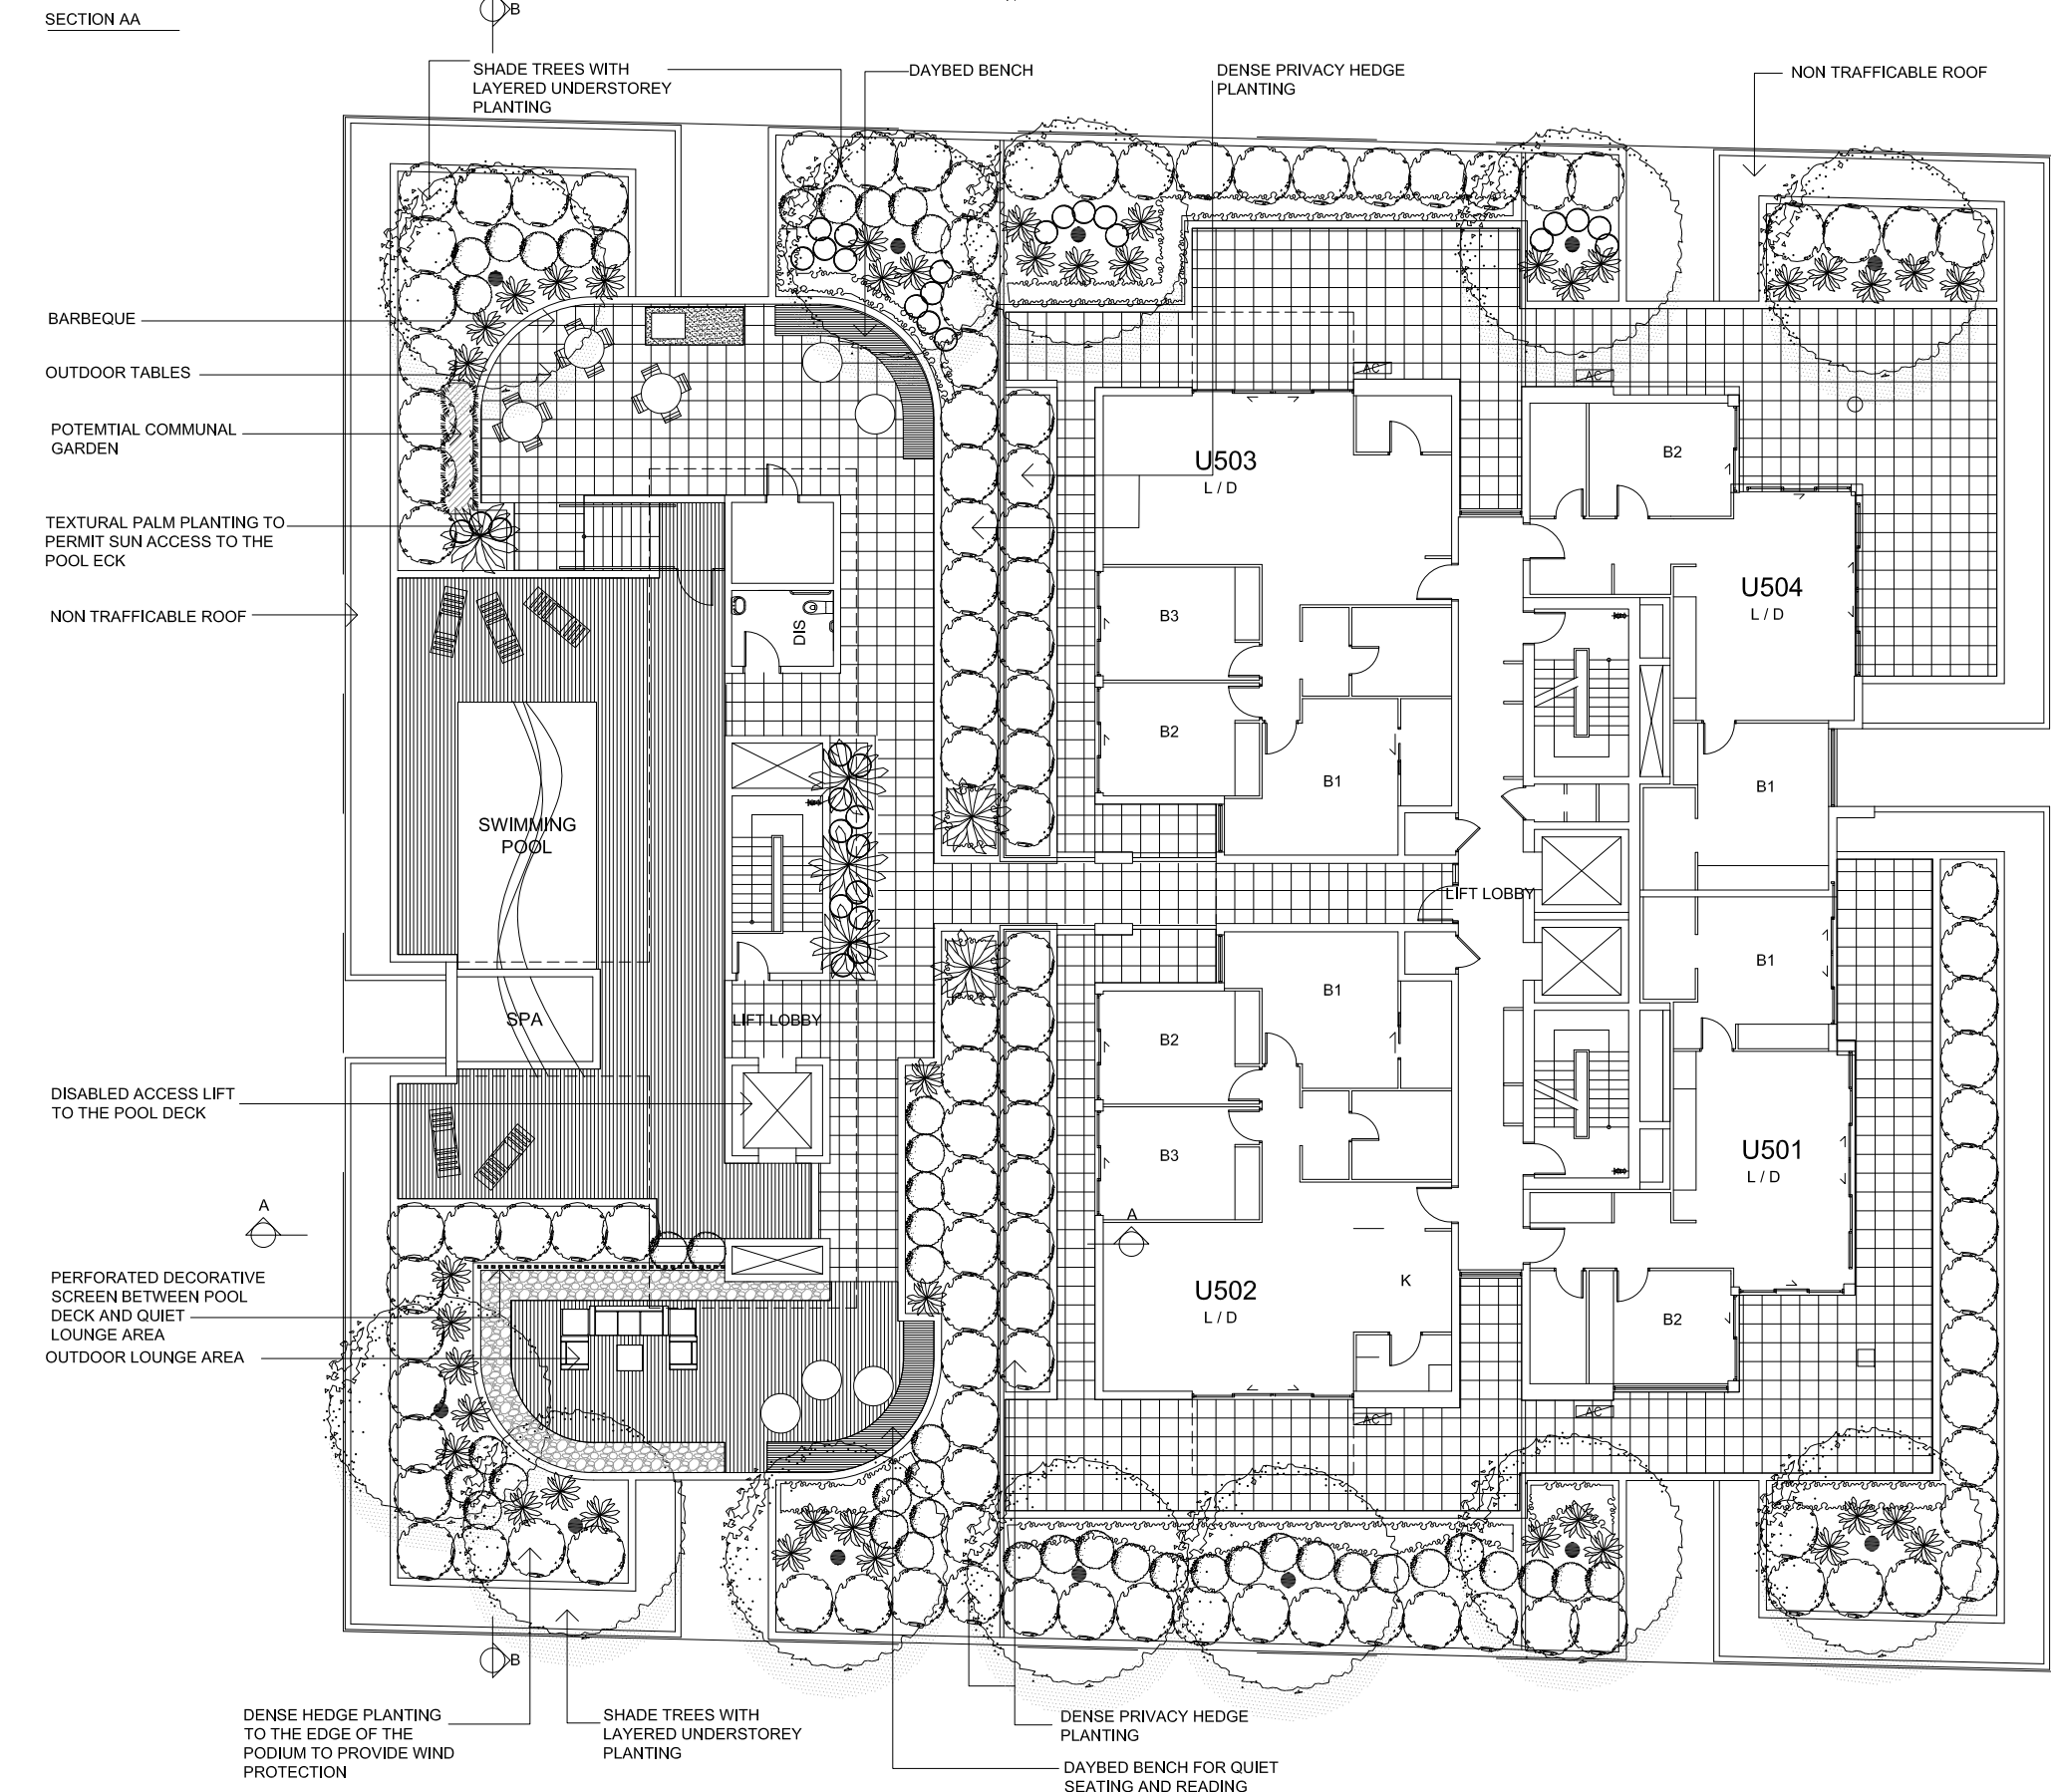 SECTION AA
B
SHADE TREES WITH
LAYERED UNDERSTOREY
PLANTING
DAYBED BENCH
DENSE PRIVACY HEDGE
PLANTING
NON TRAFFICABLE ROOF
BARBEQUE
OUTDOOR TABLES
POTEMTIAL COMMUNAL
GARDEN
TEXTURAL PALM PLANTING TO
PERMIT SUN ACCESS TO THE
POOL ECK
NON TRAFFICABLE ROOF
DISABLED ACCESS LIFT
TO THE POOL DECK
A
PERFORATED DECORATIVE
SCREEN BETWEEN POOL
DECK AND QUIET
LOUNGE AREA
OUTDOOR LOUNGE AREA
DIS
SWIMMING
POOL
SPA
LIFT LOBBY
AC
U503
L / D
B3
B2
B1
AC
B2
U504
L / D
B1
LIFT LOBBY
B1
B2
B3
A
U502
L / D
K
AC
B1
U501
L / D
B2
AC
B
DENSE HEDGE PLANTING
TO THE EDGE OF THE
PODIUM TO PROVIDE WIND
PROTECTION
SHADE TREES WITH
LAYERED UNDERSTOREY
PLANTING
DENSE PRIVACY HEDGE
PLANTING
DAYBED BENCH FOR QUIET
SEATING AND READING